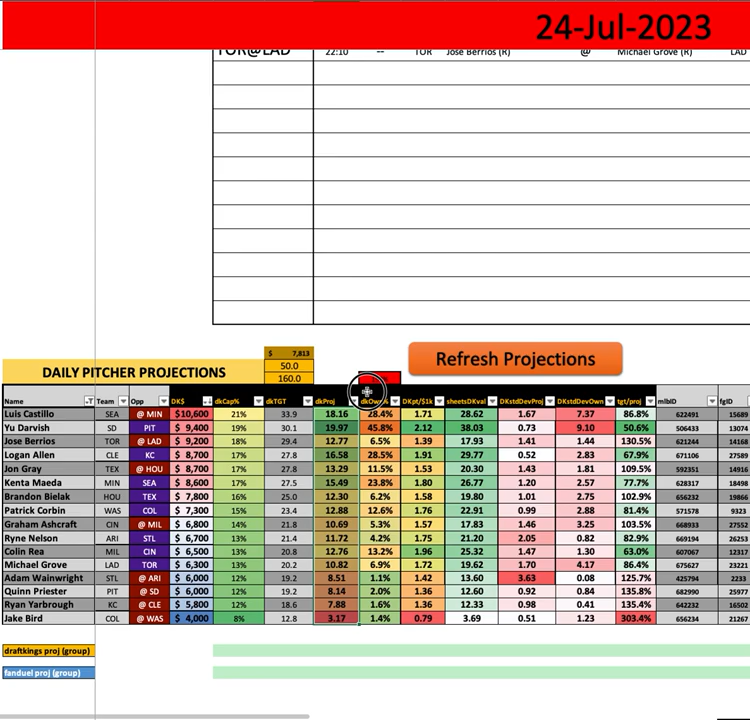 24-Jul-2023
TOR@LAD 22:10 -- TOR Jose Berrios (R) @ Michael Grove (R) LAD
$ 7,813
50.0
160.0
DAILY PITCHER PROJECTIONS
Refresh Projections
Name Team Opp DK$ dkCap% dkTGT dkProj dkOwn% DKpt/$1k sheetsDKval DKstdDevProj DKstdDevOwn tgt/proj mlbID fgID
Luis Castillo SEA @ MIN $10,600 21% 33.9 18.16 28.4% 1.71 28.62 1.67 7.37 86.8% 622491 15689
Yu Darvish SD PIT $ 9,400 19% 30.1 19.97 45.8% 2.12 38.03 0.73 9.10 50.6% 506433 13074
Jose Berrios TOR @ LAD $ 9,200 18% 29.4 12.77 6.5% 1.39 17.93 1.41 1.44 130.5% 621244 14168
Logan Allen CLE KC $ 8,700 17% 27.8 16.58 28.5% 1.91 29.77 0.52 2.83 67.9% 671106 27589
Jon Gray TEX @ HOU $ 8,700 17% 27.8 13.29 11.5% 1.53 20.30 1.43 1.81 109.5% 592351 14916
Kenta Maeda MIN SEA $ 8,600 17% 27.5 15.49 23.8% 1.80 26.77 1.20 2.57 77.7% 628317 18498
Brandon Bielak HOU TEX $ 7,800 16% 25.0 12.30 6.2% 1.58 19.80 1.01 2.75 102.9% 656232 19866
Patrick Corbin WAS COL $ 7,300 15% 23.4 12.88 12.6% 1.76 22.91 0.99 2.88 81.4% 571578 9323
Graham Ashcraft CIN @ MIL $ 6,800 14% 21.8 10.69 5.3% 1.57 17.83 1.46 3.25 103.5% 668933 27552
Ryne Nelson ARI STL $ 6,700 13% 21.4 11.72 4.2% 1.75 21.20 2.05 0.82 82.9% 669194 26253
Colin Rea MIL CIN $ 6,500 13% 20.8 12.76 13.2% 1.96 25.32 1.47 1.30 63.0% 607067 12317
Michael Grove LAD TOR $ 6,300 13% 20.2 10.82 6.9% 1.72 19.62 1.70 4.17 86.4% 675627 23221
Adam Wainwright STL @ ARI $ 6,000 12% 19.2 8.51 1.1% 1.42 13.60 3.63 0.08 125.7% 425794 2233
Quinn Priester PIT @ SD $ 6,000 12% 19.2 8.14 2.0% 1.36 12.60 0.92 0.84 135.8% 682990 25977
Ryan Yarbrough KC @ CLE $ 5,800 12% 18.6 7.88 1.6% 1.36 12.33 0.98 0.41 135.4% 642232 16502
Jake Bird COL @ WAS $ 4,000 8% 12.8 3.17 1.4% 0.79 3.69 0.51 1.23 303.4% 656234 21267
draftkings proj (group)
fanduel proj (group)